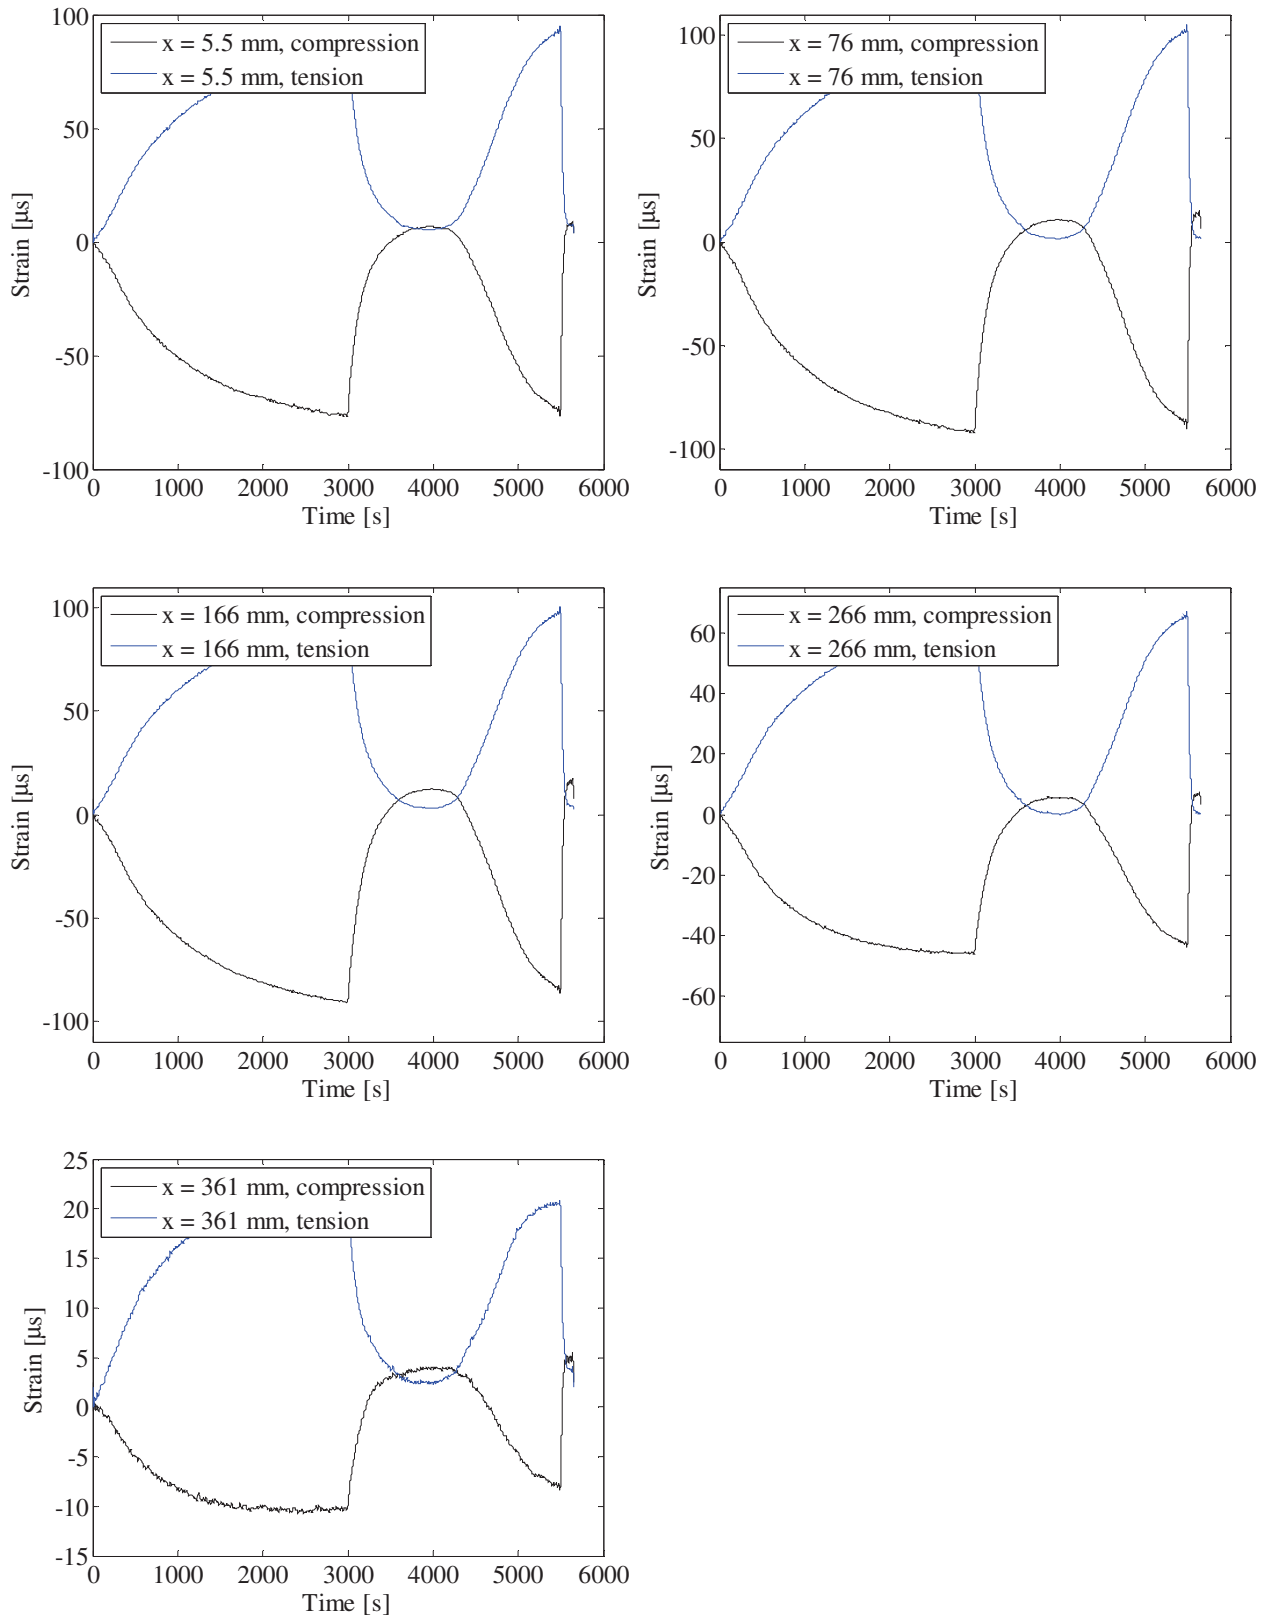 x = 5.5 mm, compression
x = 5.5 mm, tension
100
50
0
-50
-100
Strain [μs]
0 1000 2000 3000 4000 5000 6000
Time [s]
x = 76 mm, compression
x = 76 mm, tension
100
50
0
-50
-100
Strain [μs]
0 1000 2000 3000 4000 5000 6000
Time [s]
x = 166 mm, compression
x = 166 mm, tension
100
50
0
-50
-100
Strain [μs]
0 1000 2000 3000 4000 5000 6000
Time [s]
x = 266 mm, compression
x = 266 mm, tension
60
40
20
0
-20
-40
-60
Strain [μs]
0 1000 2000 3000 4000 5000 6000
Time [s]
x = 361 mm, compression
x = 361 mm, tension
25
20
15
10
5
0
-5
-10
-15
Strain [μs]
0 1000 2000 3000 4000 5000 6000
Time [s]